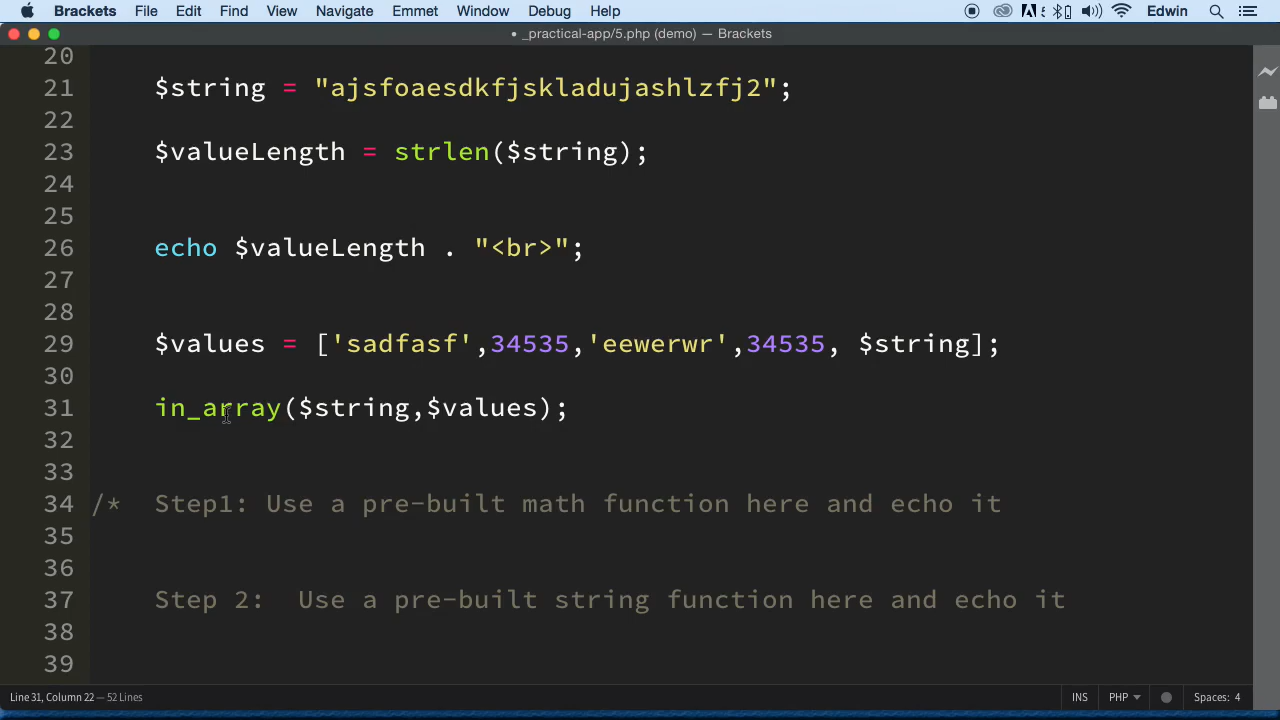 Brackets File Edit Find View Navigate Emmet Window Debug Help Edwin
_practical-app/5.php (demo) — Brackets
20
21 $string = "ajsfoaesdkfjskladujashlzfj2";
22
23 $valueLength = strlen($string);
24
25
26 echo $valueLength . "<br>";
27
28
29 $values = ['sadfasf',34535,'eewerwr',34535, $string];
30
31 in_array($string,$values);
32
33
34 /* Step1: Use a pre-built math function here and echo it
35
36
37 Step 2: Use a pre-built string function here and echo it
38
39
Line 31, Column 22 — 52 Lines INS PHP Spaces: 4